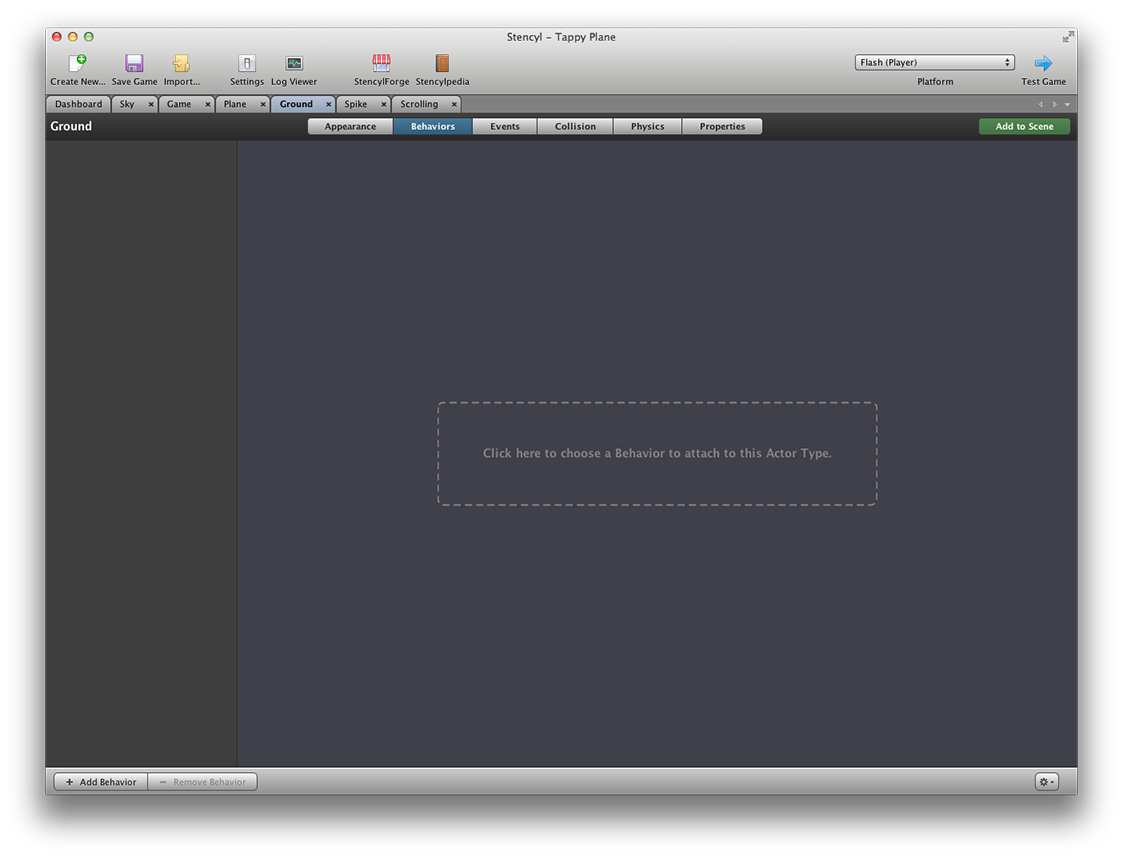 Stencyl – Tappy Plane
Create New... Save Game Import... Settings Log Viewer StencylForge Stencylpedia Flash (Player) Platform Test Game
Dashboard Sky Game Plane Ground Spike Scrolling
Ground Appearance Behaviors Events Collision Physics Properties Add to Scene
Click here to choose a Behavior to attach to this Actor Type.
+ Add Behavior − Remove Behavior